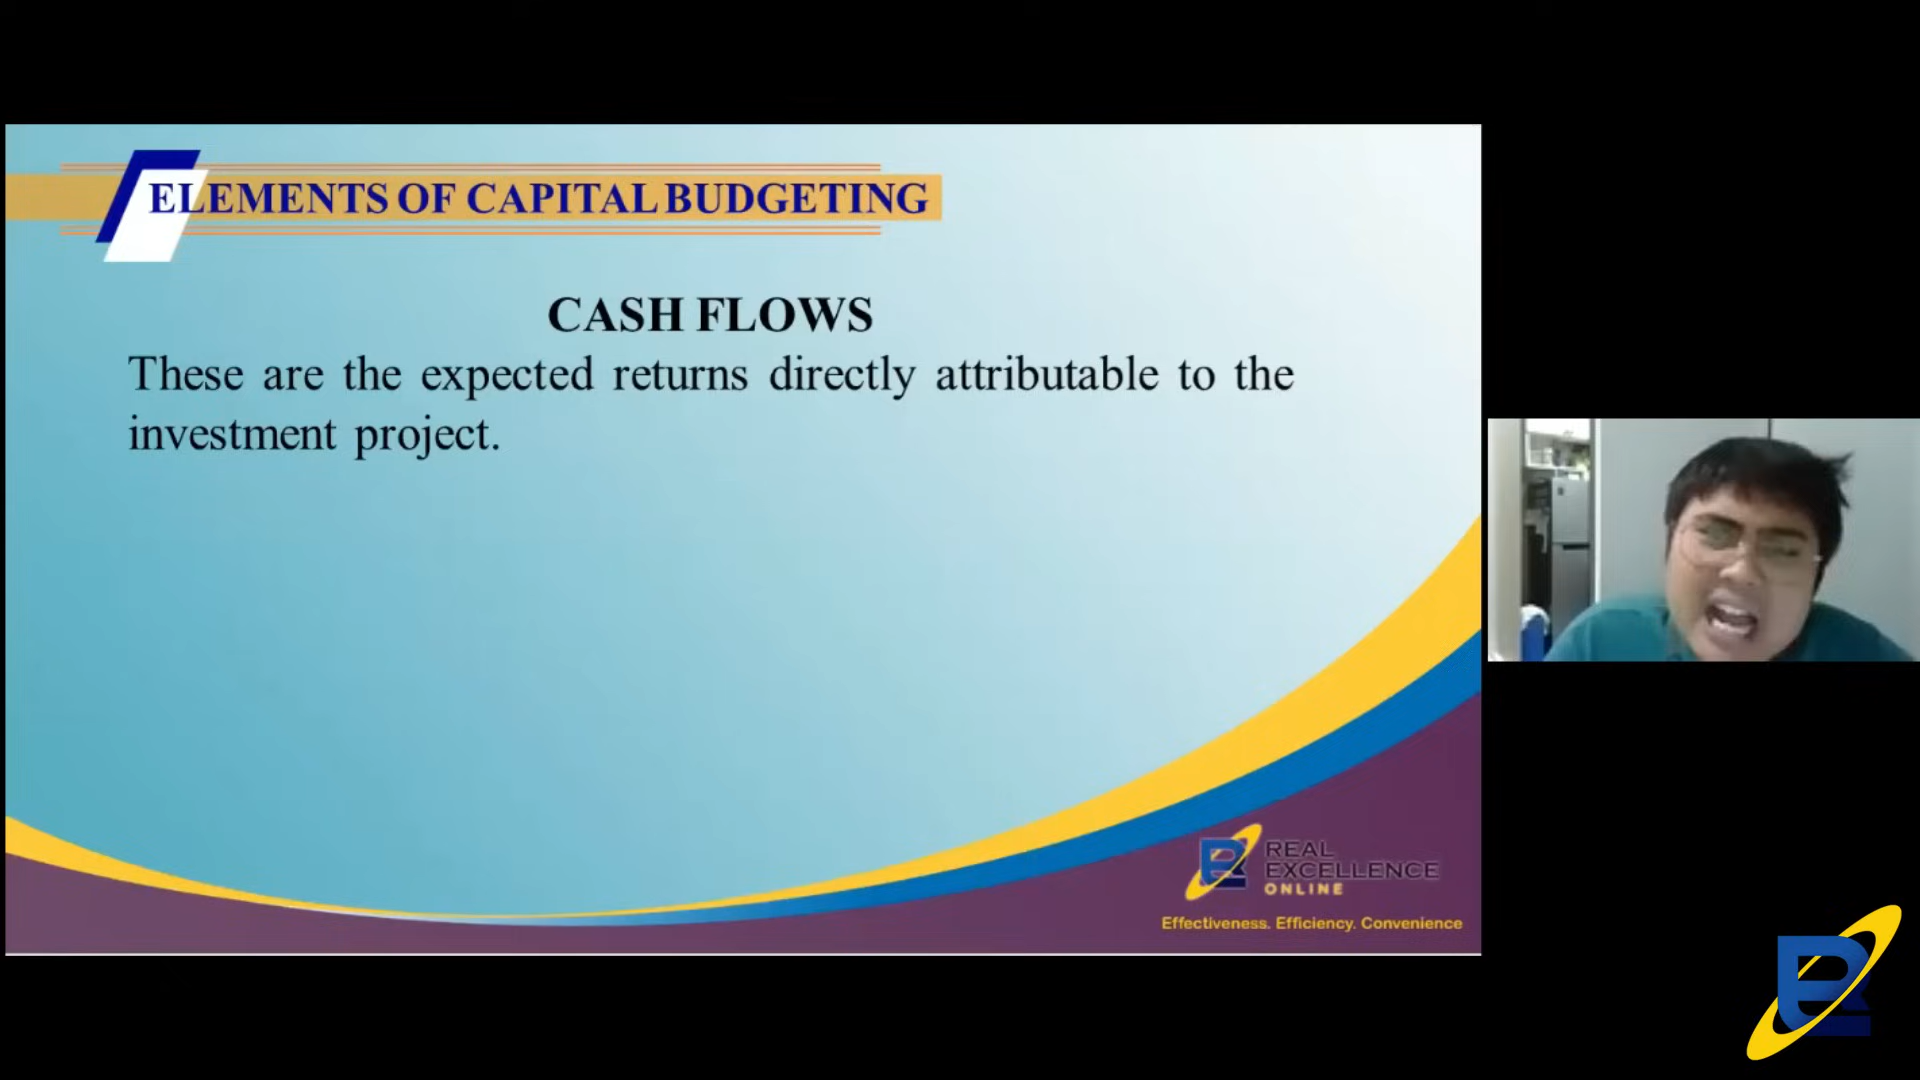 ELEMENTS OF CAPITAL BUDGETING
CASH FLOWS
These are the expected returns directly attributable to the
investment project.
REAL
EXCELLENCE
ONLINE
Effectiveness. Efficiency. Convenience